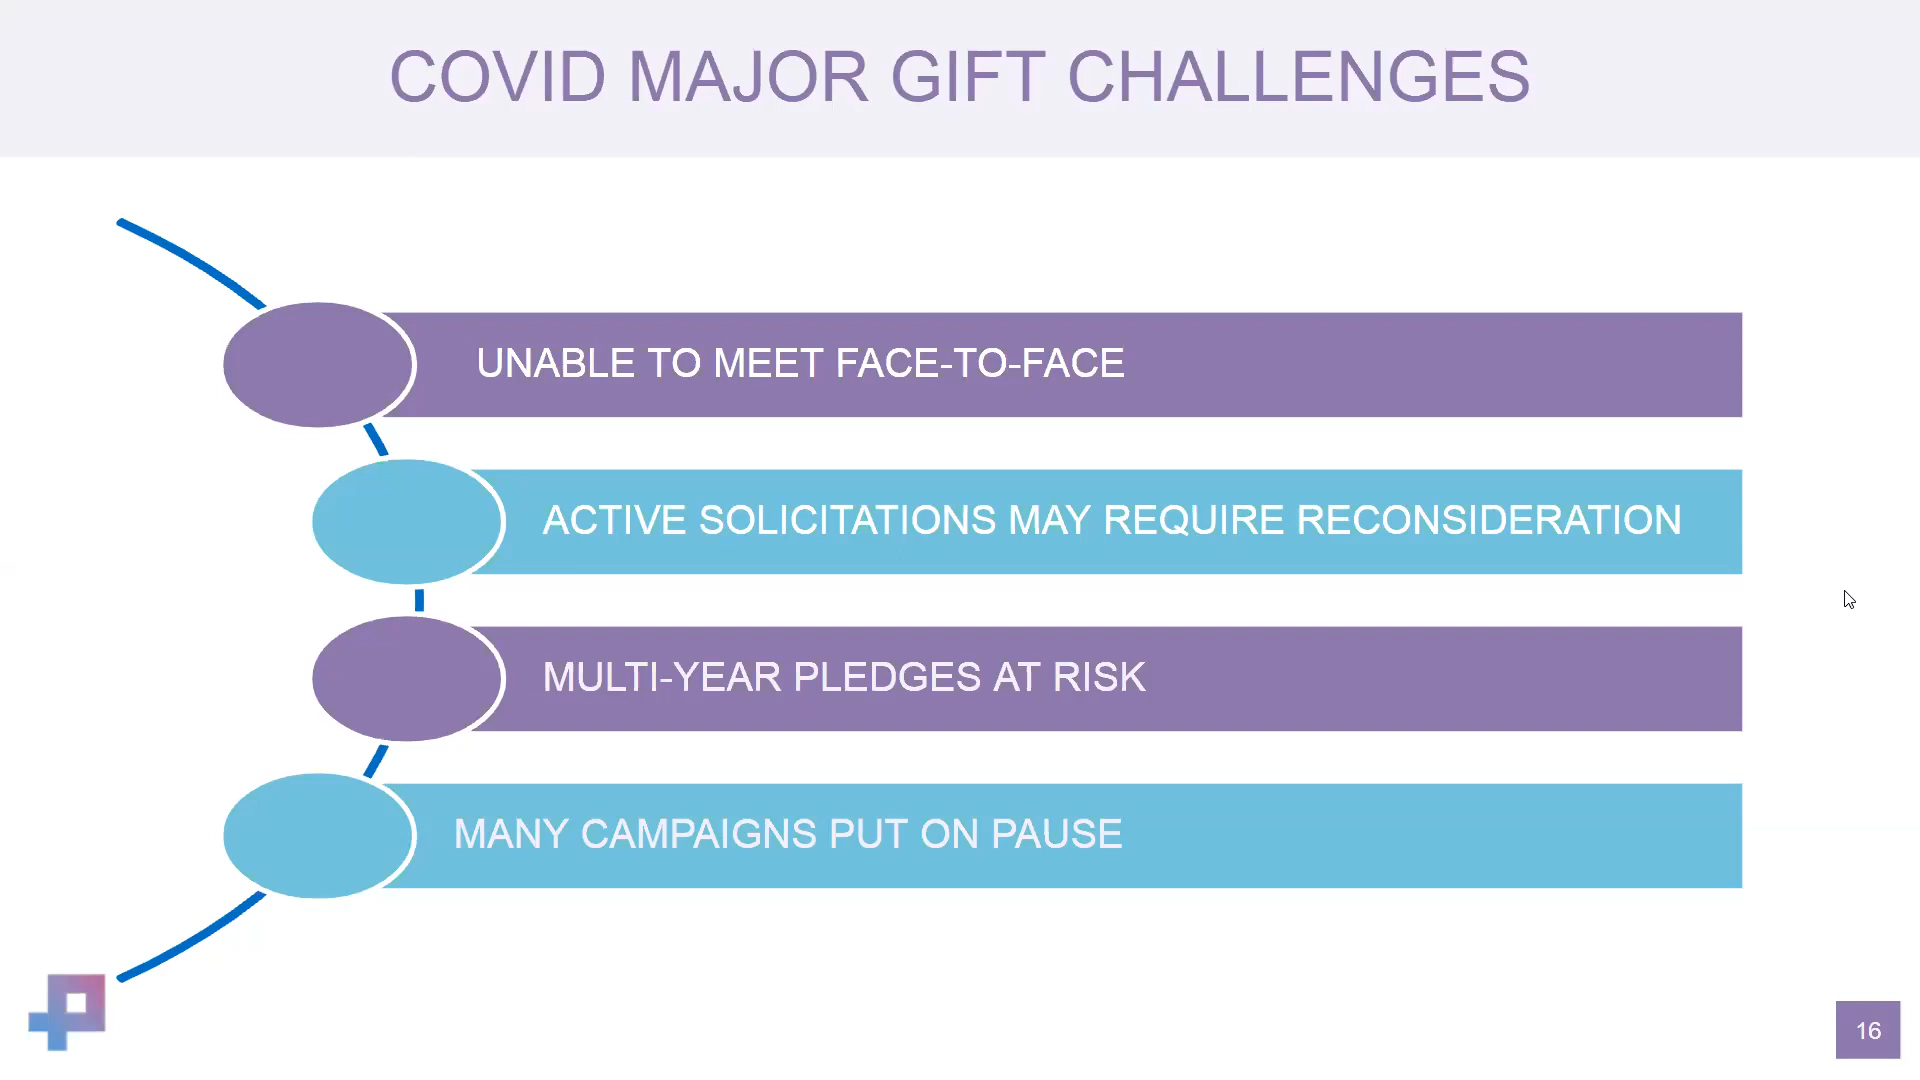 COVID MAJOR GIFT CHALLENGES
UNABLE TO MEET FACE-TO-FACE
ACTIVE SOLICITATIONS MAY REQUIRE RECONSIDERATION
MULTI-YEAR PLEDGES AT RISK
MANY CAMPAIGNS PUT ON PAUSE
16